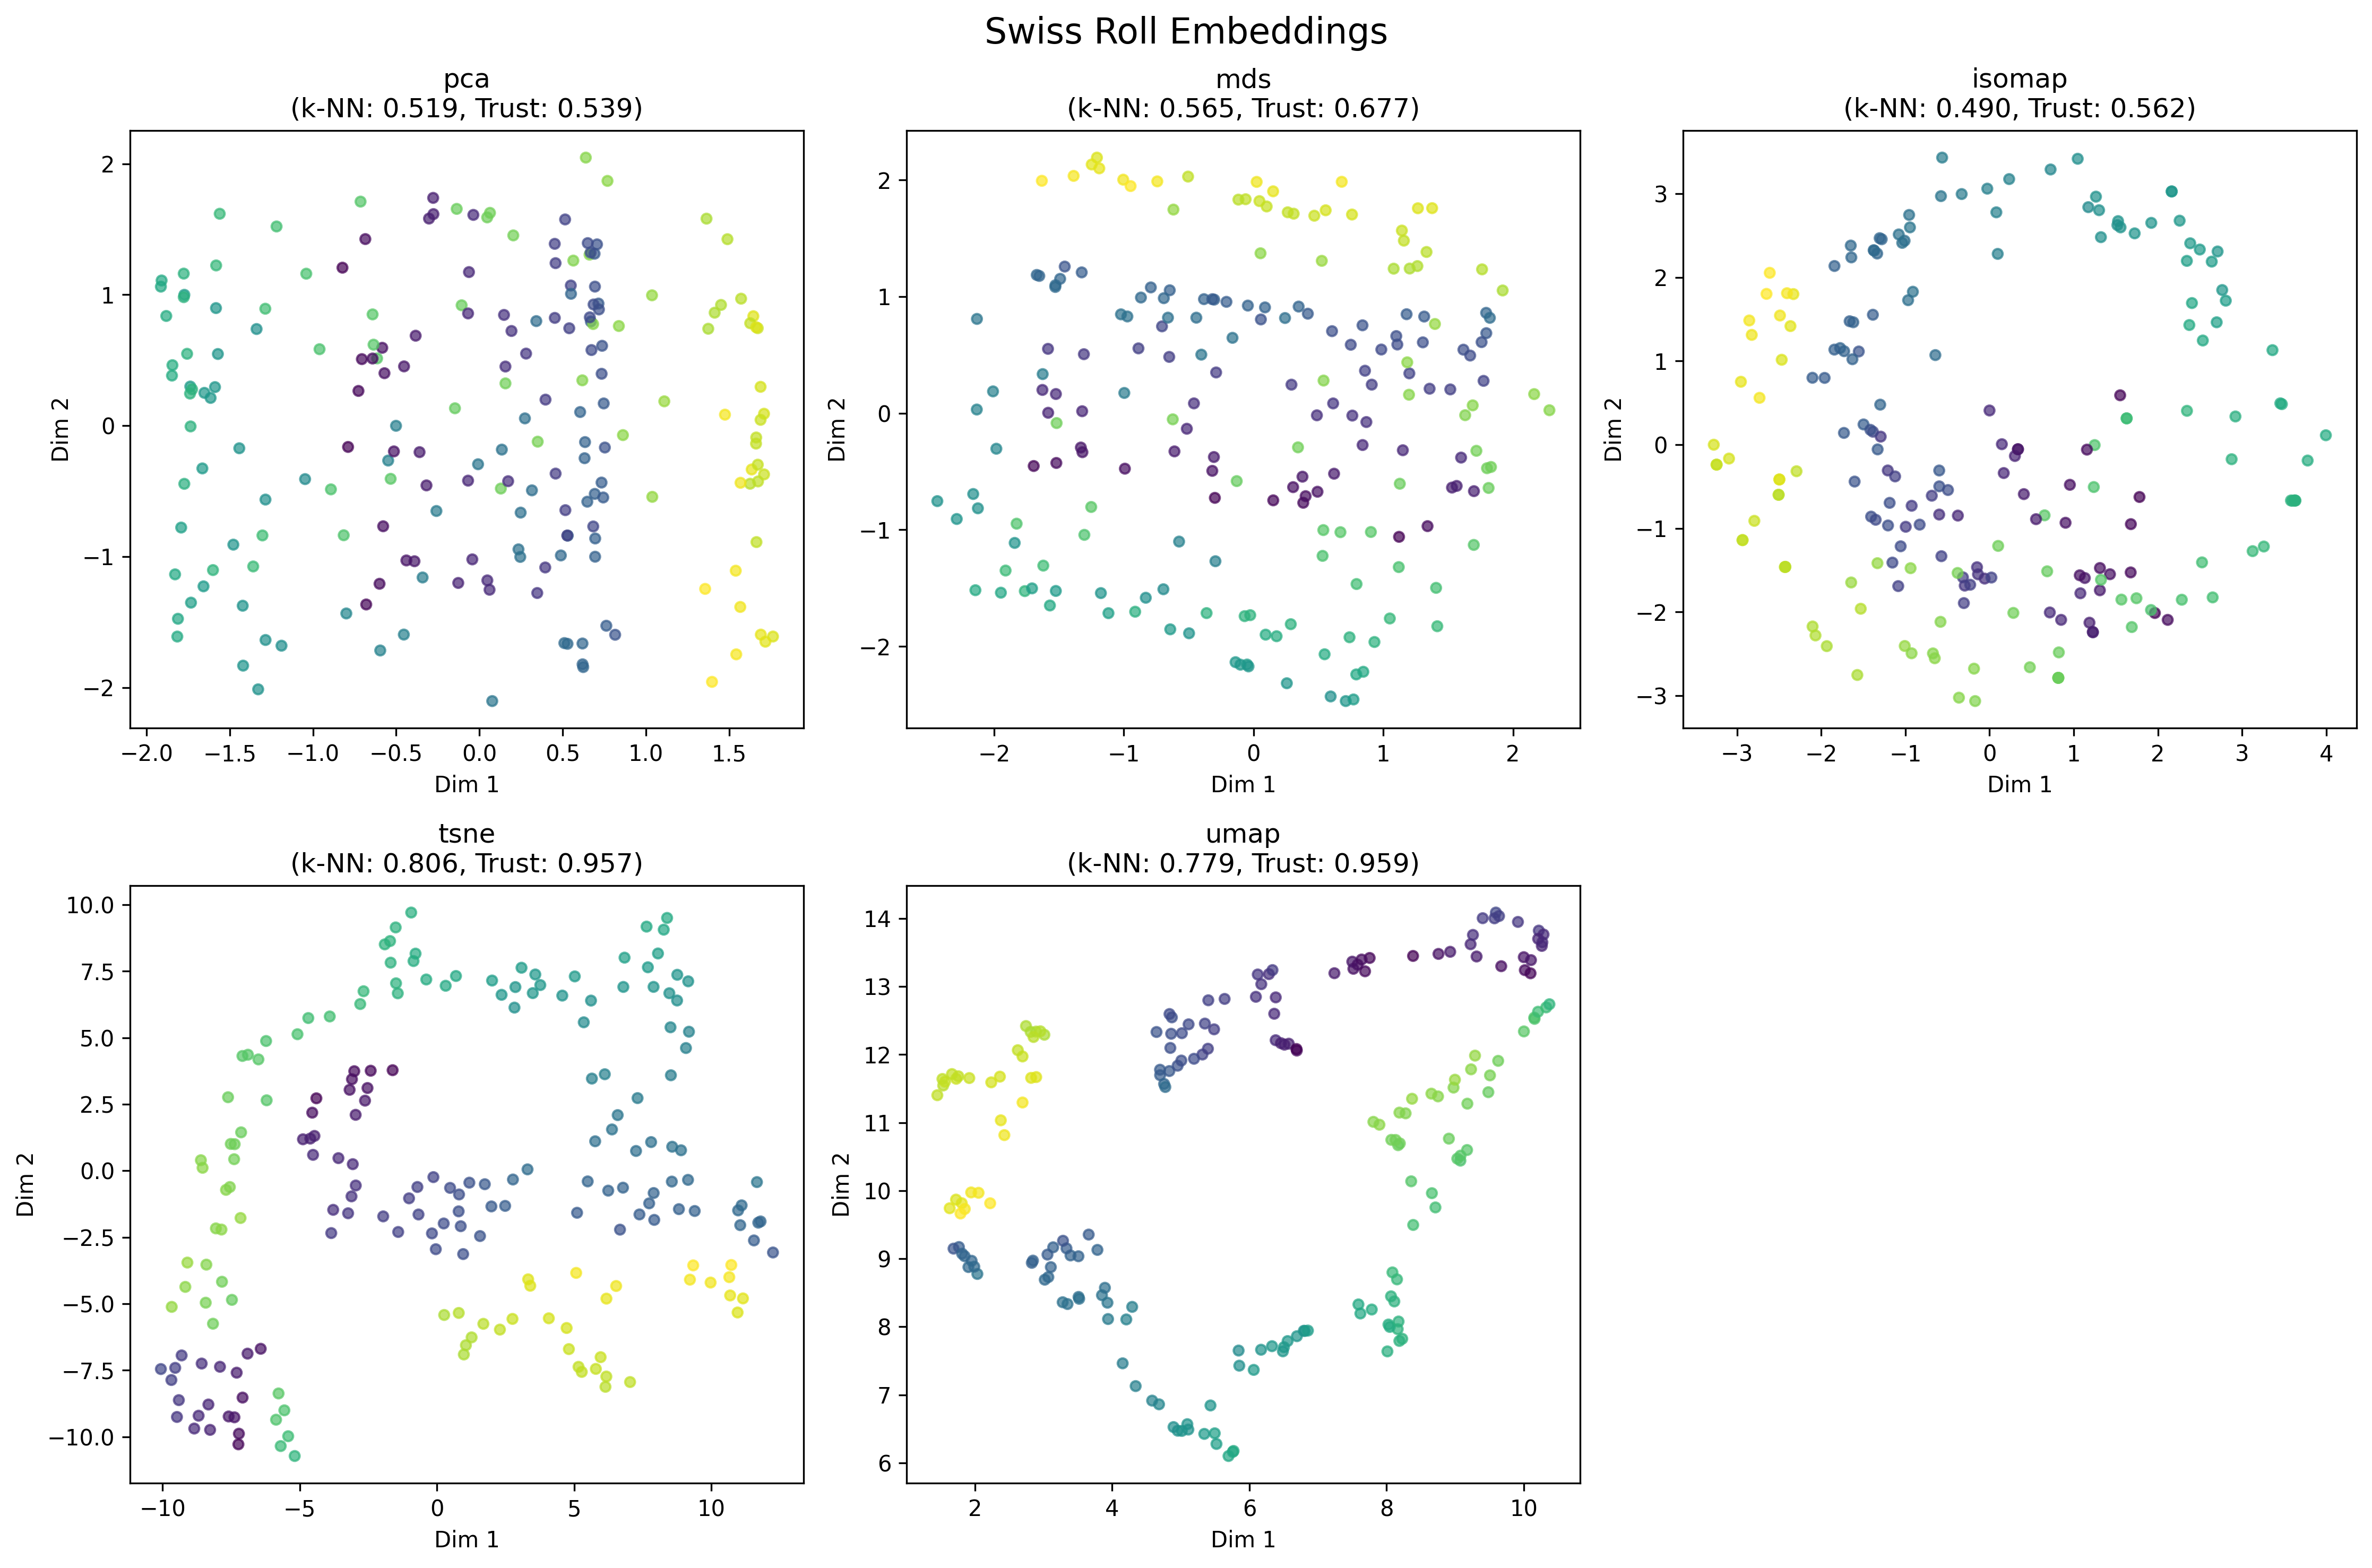 Swiss Roll Embeddings
pca
(k-NN: 0.519, Trust: 0.539)
2
1
0
−1
−2
Dim 2
−2.0 −1.5 −1.0 −0.5 0.0 0.5 1.0 1.5
Dim 1
mds
(k-NN: 0.565, Trust: 0.677)
2
1
0
−1
−2
Dim 2
−2 −1 0 1 2
Dim 1
isomap
(k-NN: 0.490, Trust: 0.562)
3
2
1
0
−1
−2
−3
Dim 2
−3 −2 −1 0 1 2 3 4
Dim 1
tsne
(k-NN: 0.806, Trust: 0.957)
10.0
7.5
5.0
2.5
0.0
−2.5
−5.0
−7.5
−10.0
Dim 2
−10 −5 0 5 10
Dim 1
umap
(k-NN: 0.779, Trust: 0.959)
14
13
12
11
10
9
8
7
6
Dim 2
2 4 6 8 10
Dim 1